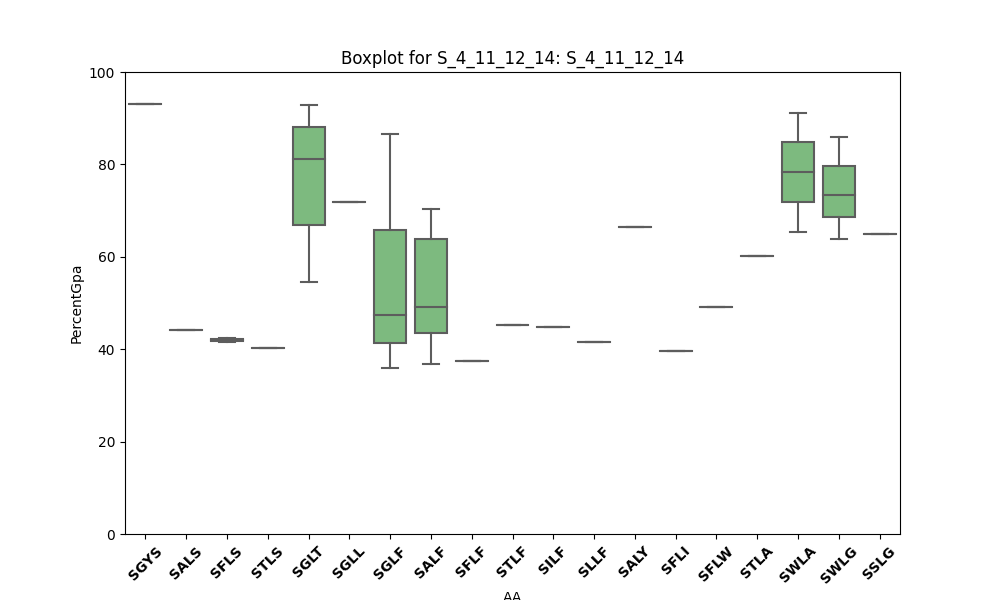 Boxplot for S_4_11_12_14: S_4_11_12_14
100
80
60
40
20
0
PercentGpa
SGYS SALS SFLS STLS SGLT SGLL SGLF SALF SFLF STLF SILF SLLF SALY SFLI SFLW STLA SWLA SWLG SSLG
AA